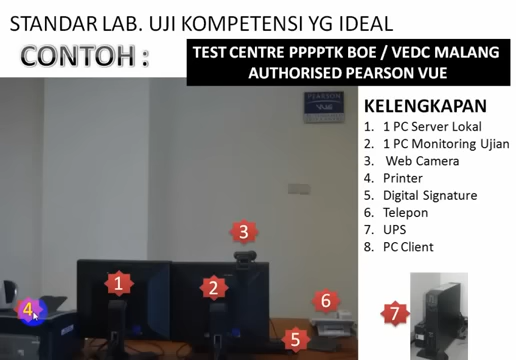 STANDAR LAB. UJI KOMPETENSI YG IDEAL
CONTOH :
TEST CENTRE PPPPTK BOE / VEDC MALANG
AUTHORISED PEARSON VUE
PEARSON
VUE
KELENGKAPAN
1. 1 PC Server Lokal
2. 1 PC Monitoring Ujian
3. Web Camera
4. Printer
5. Digital Signature
6. Telepon
7. UPS
8. PC Client
3
1
2
4
5
6
7